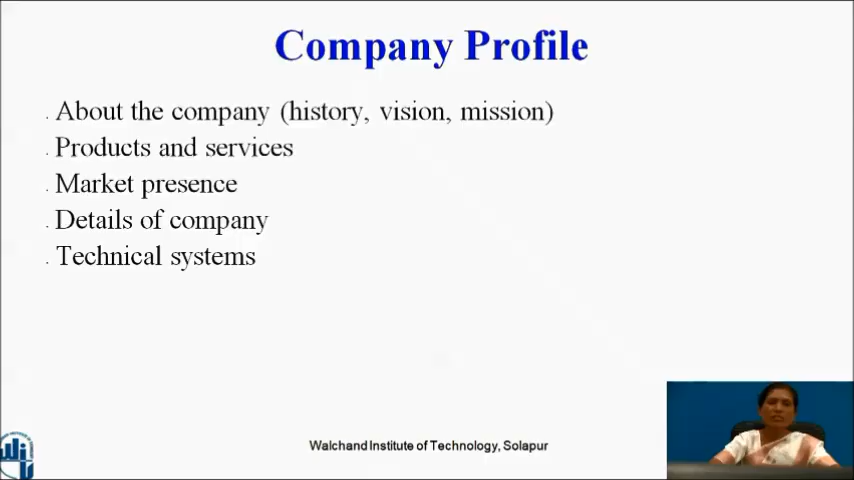 Company Profile
. About the company (history, vision, mission)
. Products and services
. Market presence
. Details of company
. Technical systems
Walchand Institute of Technology, Solapur